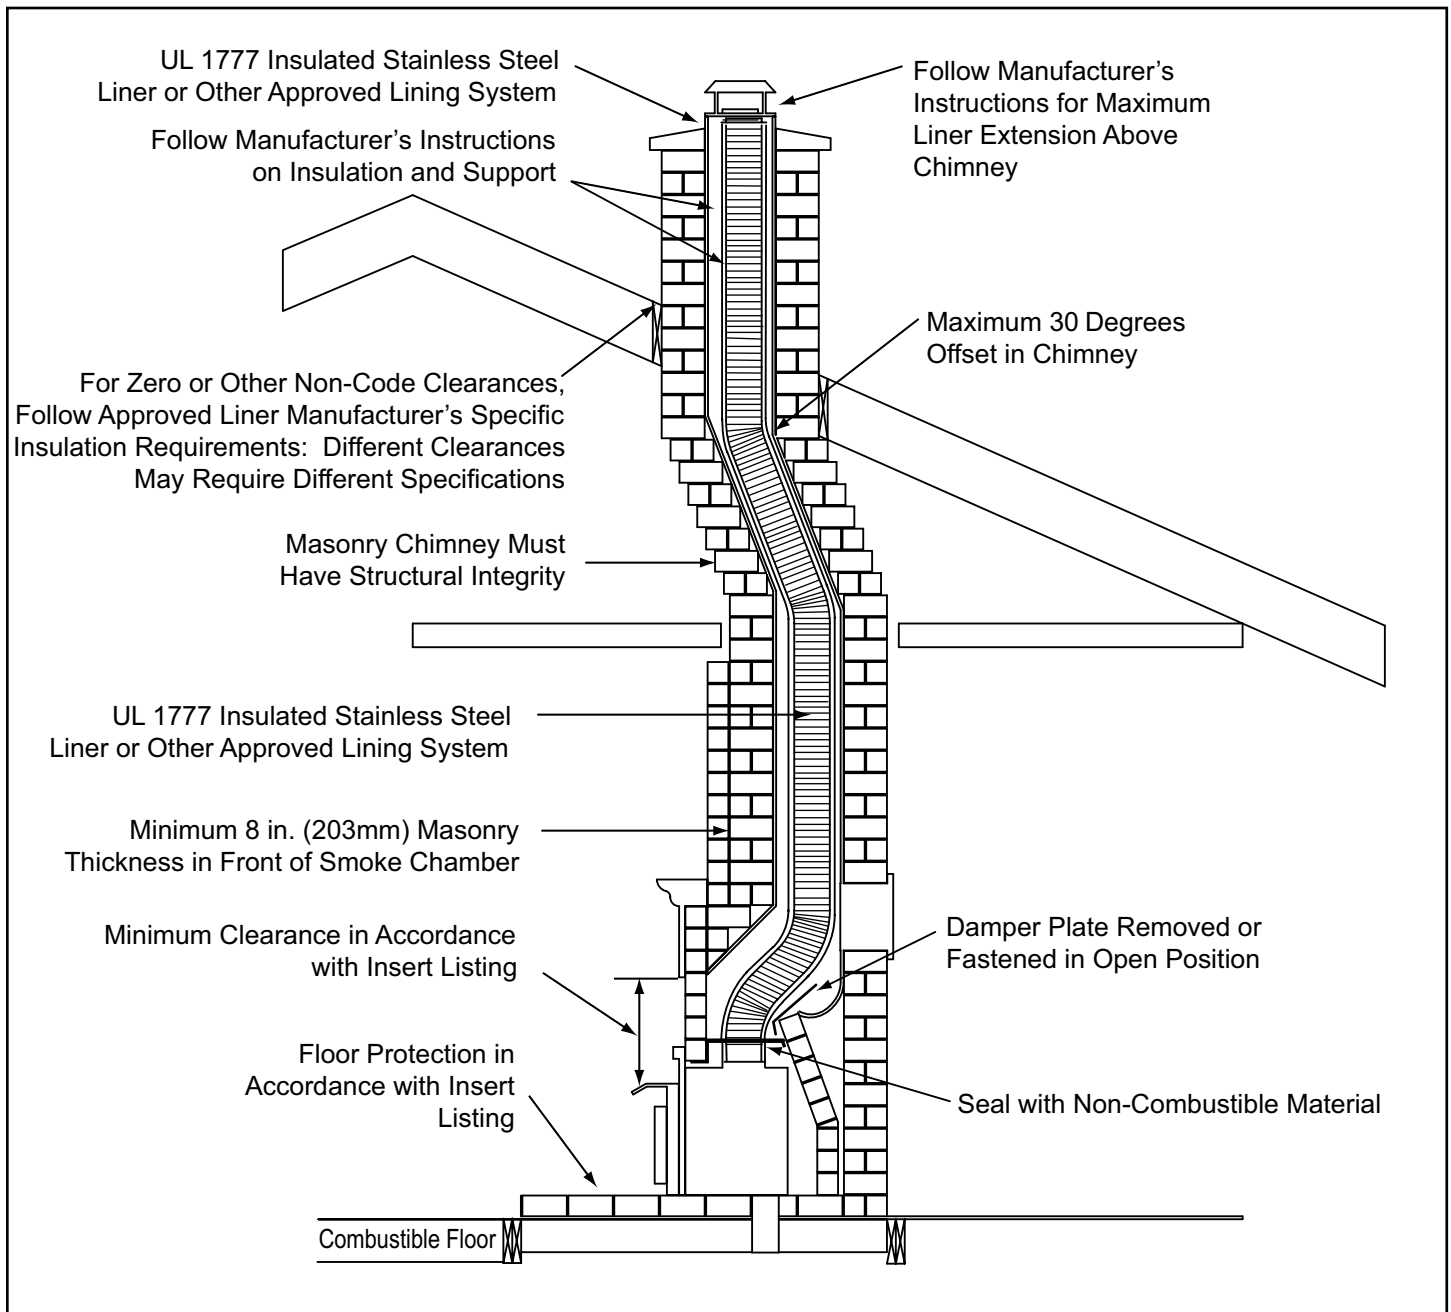 UL 1777 Insulated Stainless Steel
Liner or Other Approved Lining System
Follow Manufacturer’s
Instructions for Maximum
Liner Extension Above
Chimney
Follow Manufacturer’s Instructions
on Insulation and Support
Maximum 30 Degrees
Offset in Chimney
For Zero or Other Non-Code Clearances,
Follow Approved Liner Manufacturer’s Specific
Insulation Requirements:  Different Clearances
May Require Different Specifications
Masonry Chimney Must
Have Structural Integrity
UL 1777 Insulated Stainless Steel
Liner or Other Approved Lining System
Minimum 8 in. (203mm) Masonry
Thickness in Front of Smoke Chamber
Minimum Clearance in Accordance
with Insert Listing
Damper Plate Removed or
Fastened in Open Position
Floor Protection in
Accordance with Insert
Listing
Seal with Non-Combustible Material
Combustible Floor